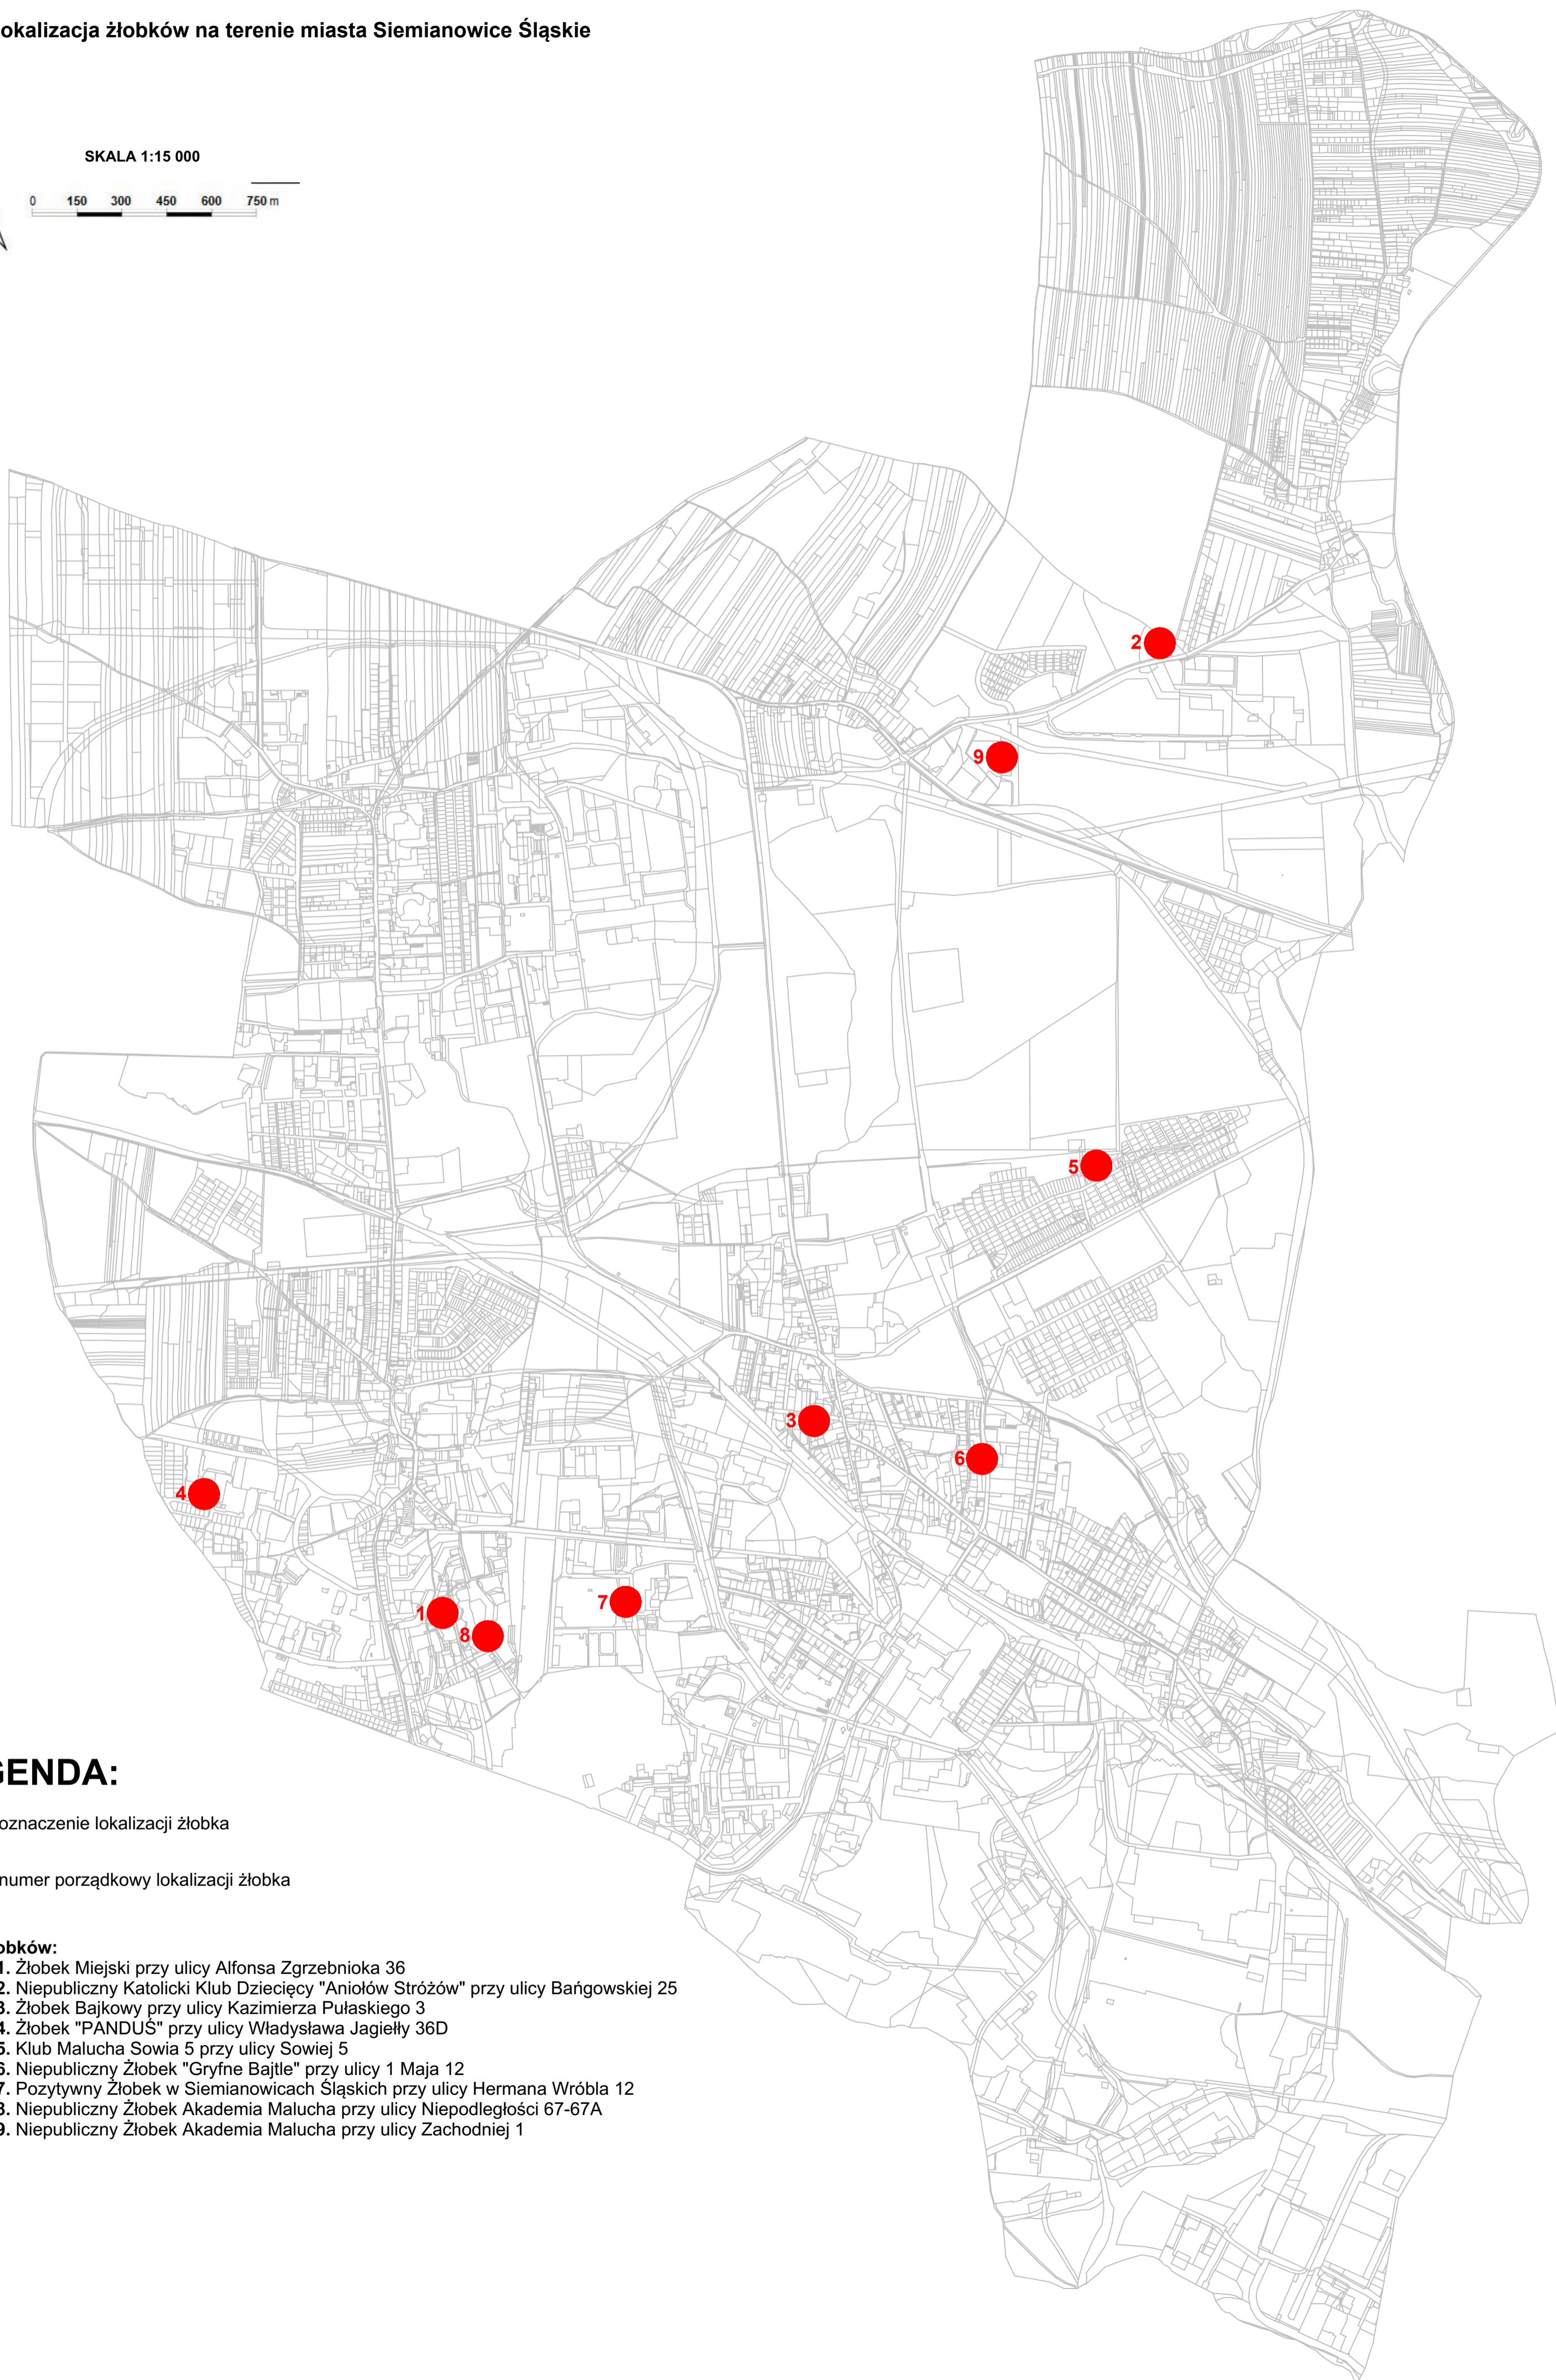 okalizacja żłobków na terenie miasta Siemianowice Śląskie
SKALA 1:15 000
0 150 300 450 600 750 m
2
9
5
3
6
4
7
1
8
GENDA:
oznaczenie lokalizacji żłobka
numer porządkowy lokalizacji żłobka
obków:
1. Żłobek Miejski przy ulicy Alfonsa Zgrzebnioka 36
2. Niepubliczny Katolicki Klub Dziecięcy "Aniołów Stróżów" przy ulicy Bańgowskiej 25
3. Żłobek Bajkowy przy ulicy Kazimierza Pułaskiego 3
4. Żłobek "PANDUŚ" przy ulicy Władysława Jagiełły 36D
5. Klub Malucha Sowia 5 przy ulicy Sowiej 5
6. Niepubliczny Żłobek "Gryfne Bajtle" przy ulicy 1 Maja 12
7. Pozytywny Żłobek w Siemianowicach Śląskich przy ulicy Hermana Wróbla 12
8. Niepubliczny Żłobek Akademia Malucha przy ulicy Niepodległości 67-67A
9. Niepubliczny Żłobek Akademia Malucha przy ulicy Zachodniej 1